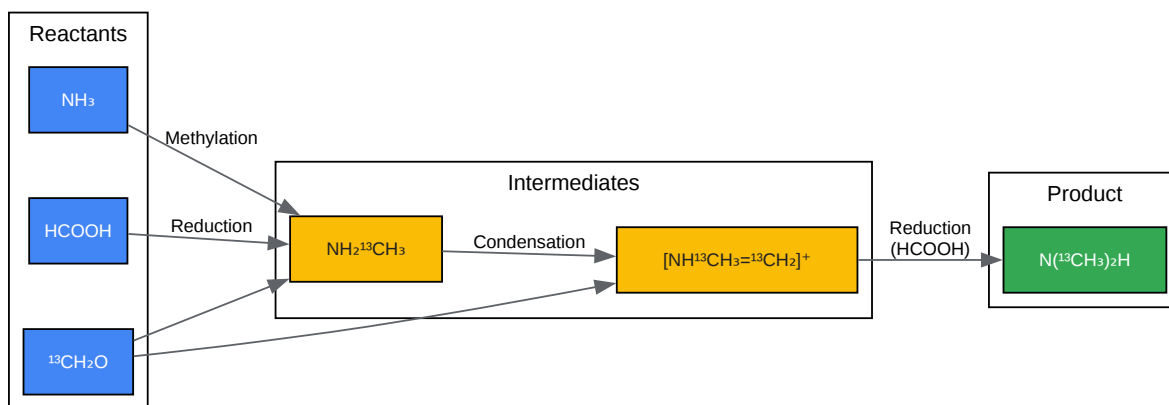 Reactants
NH₃
Methylation
HCOOH
Reduction
¹³CH₂O
Intermediates
NH₂¹³CH₃
Condensation
[NH¹³CH₃=¹³CH₂]⁺
Reduction
(HCOOH)
Product
N(¹³CH₃)₂H